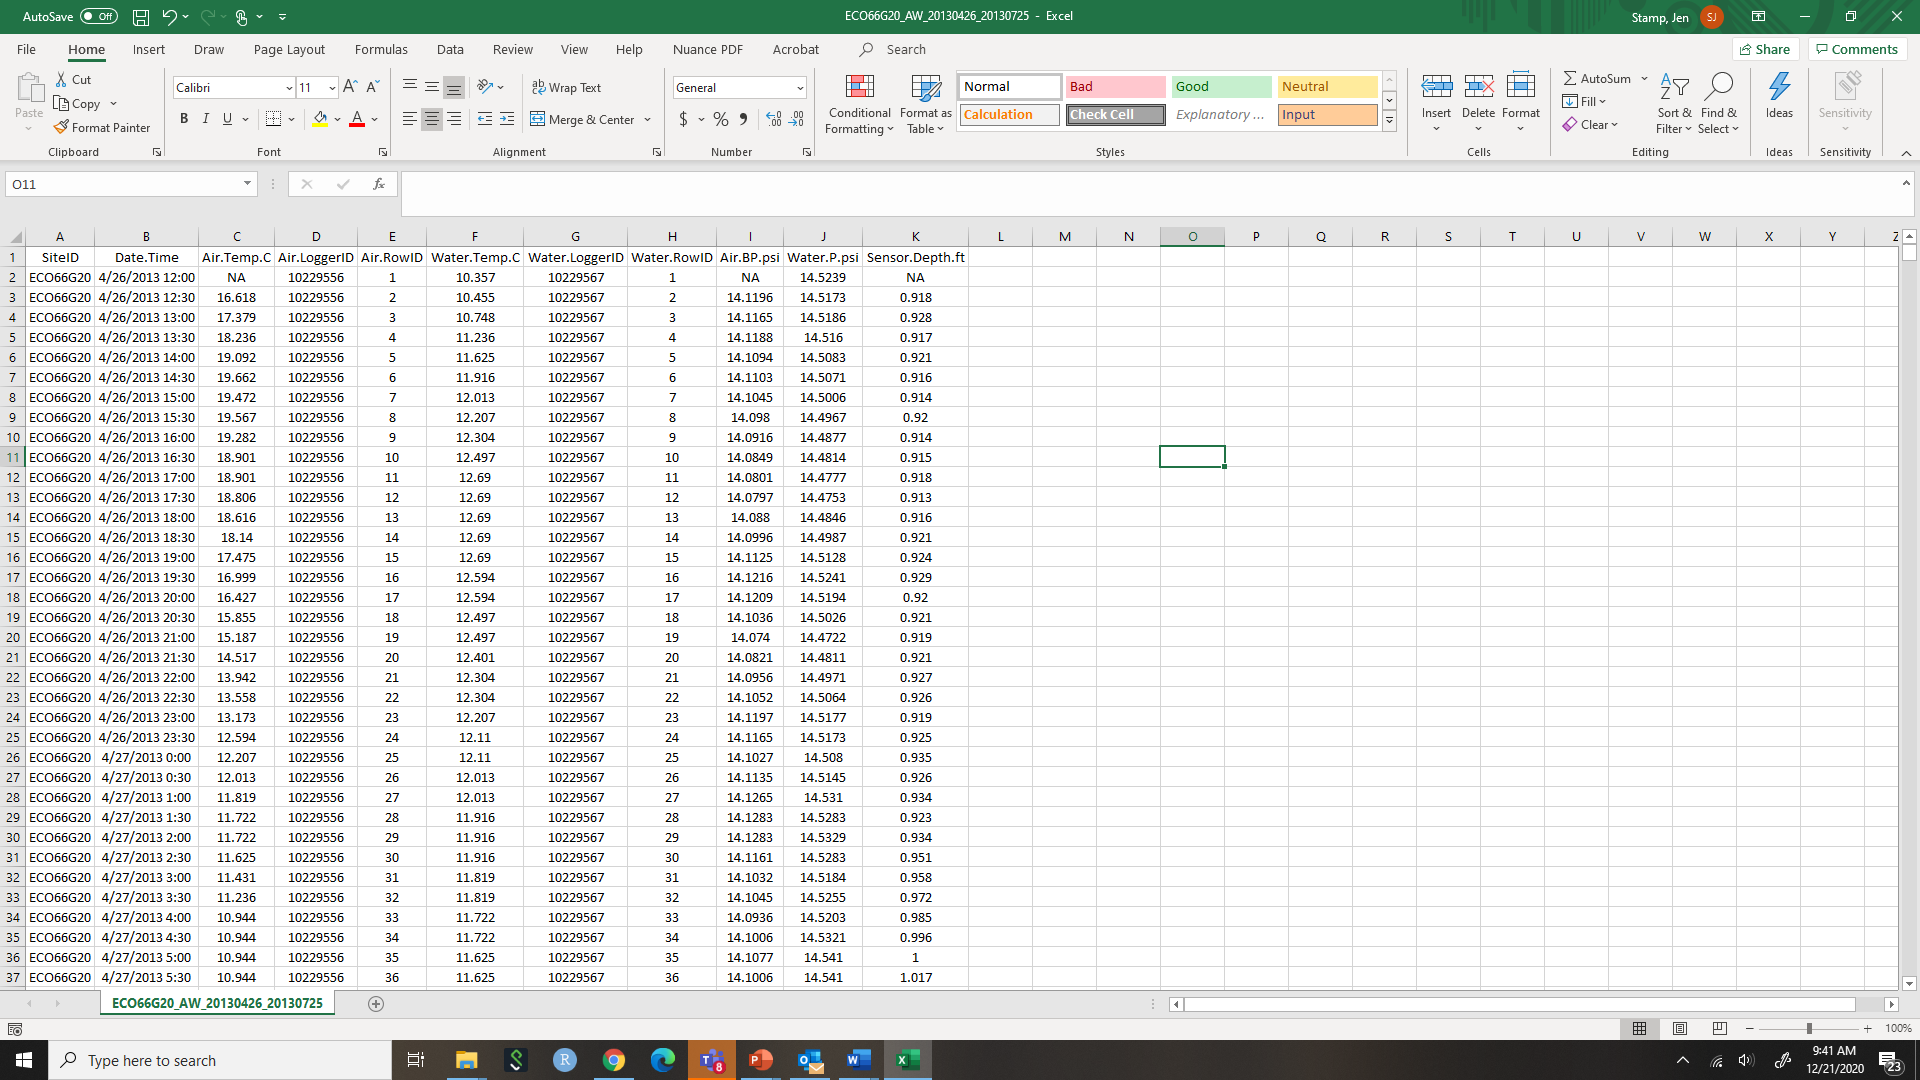 AutoSave Off ECO66G20_AW_20130426_20130725 - Excel Stamp, Jen SJ
File Home Insert Draw Page Layout Formulas Data Review View Help Nuance PDF Acrobat Search Share Comments
Paste Cut Copy Format Painter Clipboard
Calibri 11 A A B I U A Font
Wrap Text Merge & Center Alignment
General $ % Number
Conditional Formatting Format as Table
Normal Bad Good Neutral
Calculation Check Cell Explanatory ... Input
Styles
Insert Delete Format Cells
AutoSum Fill Clear Sort & Filter Find & Select Editing
Ideas Ideas
Sensitivity Sensitivity
O11 fx
A B C D E F G H I J K L M N O P Q R S T U V W X Y Z
1 SiteID Date.Time Air.Temp.C Air.LoggerID Air.RowID Water.Temp.C Water.LoggerID Water.RowID Air.BP.psi Water.P.psi Sensor.Depth.ft
2 ECO66G20 4/26/2013 12:00 NA 10229556 1 10.357 10229567 1 NA 14.5239 NA
3 ECO66G20 4/26/2013 12:30 16.618 10229556 2 10.455 10229567 2 14.1196 14.5173 0.918
4 ECO66G20 4/26/2013 13:00 17.379 10229556 3 10.748 10229567 3 14.1165 14.5186 0.928
5 ECO66G20 4/26/2013 13:30 18.236 10229556 4 11.236 10229567 4 14.1188 14.516 0.917
6 ECO66G20 4/26/2013 14:00 19.092 10229556 5 11.625 10229567 5 14.1094 14.5083 0.921
7 ECO66G20 4/26/2013 14:30 19.662 10229556 6 11.916 10229567 6 14.1103 14.5071 0.916
8 ECO66G20 4/26/2013 15:00 19.472 10229556 7 12.013 10229567 7 14.1045 14.5006 0.914
9 ECO66G20 4/26/2013 15:30 19.567 10229556 8 12.207 10229567 8 14.098 14.4967 0.92
10 ECO66G20 4/26/2013 16:00 19.282 10229556 9 12.304 10229567 9 14.0916 14.4877 0.914
11 ECO66G20 4/26/2013 16:30 18.901 10229556 10 12.497 10229567 10 14.0849 14.4814 0.915
12 ECO66G20 4/26/2013 17:00 18.901 10229556 11 12.69 10229567 11 14.0801 14.4777 0.918
13 ECO66G20 4/26/2013 17:30 18.806 10229556 12 12.69 10229567 12 14.0797 14.4753 0.913
14 ECO66G20 4/26/2013 18:00 18.616 10229556 13 12.69 10229567 13 14.088 14.4846 0.916
15 ECO66G20 4/26/2013 18:30 18.14 10229556 14 12.69 10229567 14 14.0996 14.4987 0.921
16 ECO66G20 4/26/2013 19:00 17.475 10229556 15 12.69 10229567 15 14.1125 14.5128 0.924
17 ECO66G20 4/26/2013 19:30 16.999 10229556 16 12.594 10229567 16 14.1216 14.5241 0.929
18 ECO66G20 4/26/2013 20:00 16.427 10229556 17 12.594 10229567 17 14.1209 14.5194 0.92
19 ECO66G20 4/26/2013 20:30 15.855 10229556 18 12.497 10229567 18 14.1036 14.5026 0.921
20 ECO66G20 4/26/2013 21:00 15.187 10229556 19 12.497 10229567 19 14.074 14.4722 0.919
21 ECO66G20 4/26/2013 21:30 14.517 10229556 20 12.401 10229567 20 14.0821 14.4811 0.921
22 ECO66G20 4/26/2013 22:00 13.942 10229556 21 12.304 10229567 21 14.0956 14.4971 0.927
23 ECO66G20 4/26/2013 22:30 13.558 10229556 22 12.304 10229567 22 14.1052 14.5064 0.926
24 ECO66G20 4/26/2013 23:00 13.173 10229556 23 12.207 10229567 23 14.1197 14.5177 0.919
25 ECO66G20 4/26/2013 23:30 12.594 10229556 24 12.11 10229567 24 14.1165 14.5173 0.925
26 ECO66G20 4/27/2013 0:00 12.207 10229556 25 12.11 10229567 25 14.1027 14.508 0.935
27 ECO66G20 4/27/2013 0:30 12.013 10229556 26 12.013 10229567 26 14.1135 14.5145 0.926
28 ECO66G20 4/27/2013 1:00 11.819 10229556 27 12.013 10229567 27 14.1265 14.531 0.934
29 ECO66G20 4/27/2013 1:30 11.722 10229556 28 11.916 10229567 28 14.1283 14.5283 0.923
30 ECO66G20 4/27/2013 2:00 11.722 10229556 29 11.916 10229567 29 14.1283 14.5329 0.934
31 ECO66G20 4/27/2013 2:30 11.625 10229556 30 11.916 10229567 30 14.1161 14.5283 0.951
32 ECO66G20 4/27/2013 3:00 11.431 10229556 31 11.819 10229567 31 14.1032 14.5184 0.958
33 ECO66G20 4/27/2013 3:30 11.236 10229556 32 11.819 10229567 32 14.1045 14.5255 0.972
34 ECO66G20 4/27/2013 4:00 10.944 10229556 33 11.722 10229567 33 14.0936 14.5203 0.985
35 ECO66G20 4/27/2013 4:30 10.944 10229556 34 11.722 10229567 34 14.1006 14.5321 0.996
36 ECO66G20 4/27/2013 5:00 10.944 10229556 35 11.625 10229567 35 14.1077 14.541 1
37 ECO66G20 4/27/2013 5:30 10.944 10229556 36 11.625 10229567 36 14.1006 14.541 1.017
ECO66G20_AW_20130426_20130725
100%
Type here to search
9:41 AM
12/21/2020
23